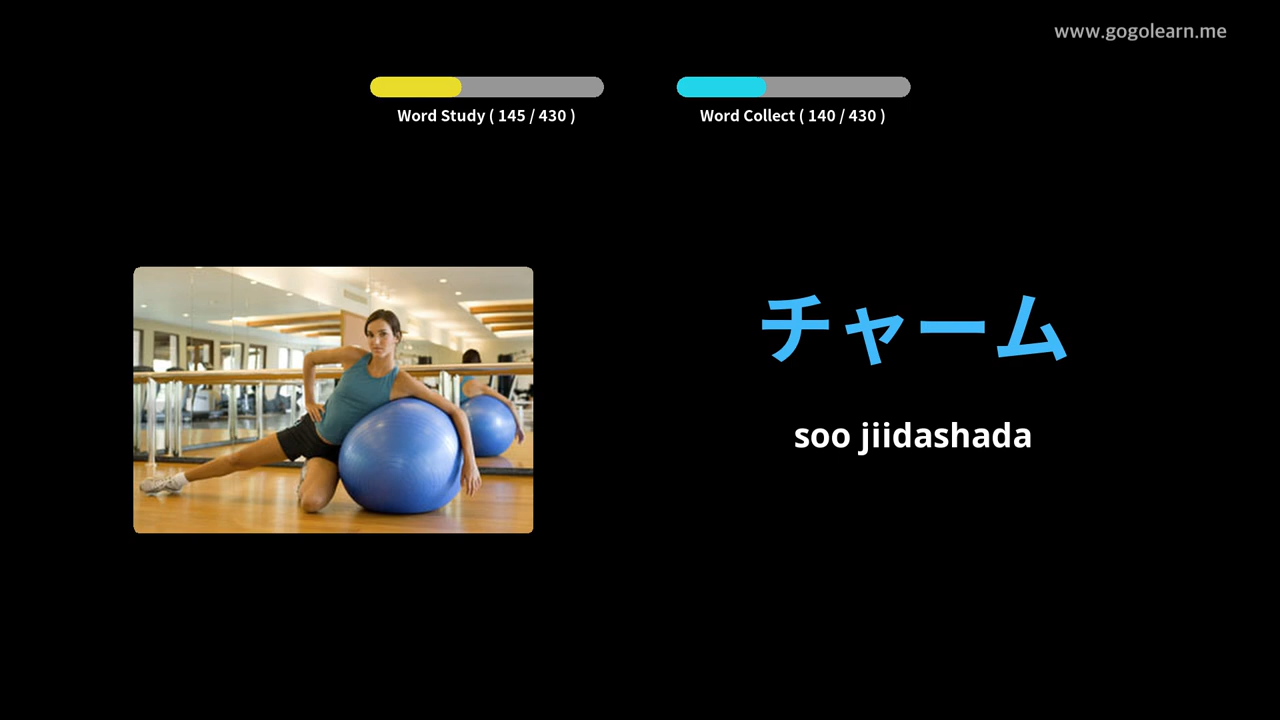 www.gogolearn.me
Word Study ( 145 / 430 )
Word Collect ( 140 / 430 )
チャーム
soo jiidashada